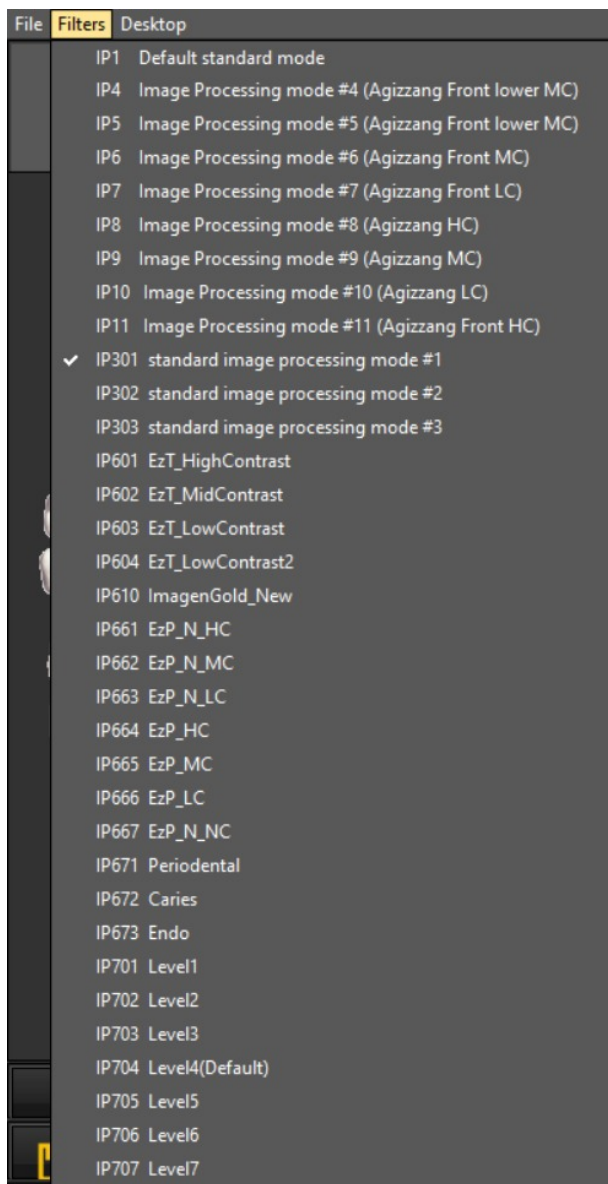 File Filters Desktop
IP1 Default standard mode
IP4 Image Processing mode #4 (Agizzang Front lower MC)
IP5 Image Processing mode #5 (Agizzang Front lower MC)
IP6 Image Processing mode #6 (Agizzang Front MC)
IP7 Image Processing mode #7 (Agizzang Front LC)
IP8 Image Processing mode #8 (Agizzang HC)
IP9 Image Processing mode #9 (Agizzang MC)
IP10 Image Processing mode #10 (Agizzang LC)
IP11 Image Processing mode #11 (Agizzang Front HC)
IP301 standard image processing mode #1
IP302 standard image processing mode #2
IP303 standard image processing mode #3
IP601 EzT_HighContrast
IP602 EzT_MidContrast
IP603 EzT_LowContrast
IP604 EzT_LowContrast2
IP610 ImagenGold_New
IP661 EzP_N_HC
IP662 EzP_N_MC
IP663 EzP_N_LC
IP664 EzP_HC
IP665 EzP_MC
IP666 EzP_LC
IP667 EzP_N_NC
IP671 Periodental
IP672 Caries
IP673 Endo
IP701 Level1
IP702 Level2
IP703 Level3
IP704 Level4(Default)
IP705 Level5
IP706 Level6
IP707 Level7